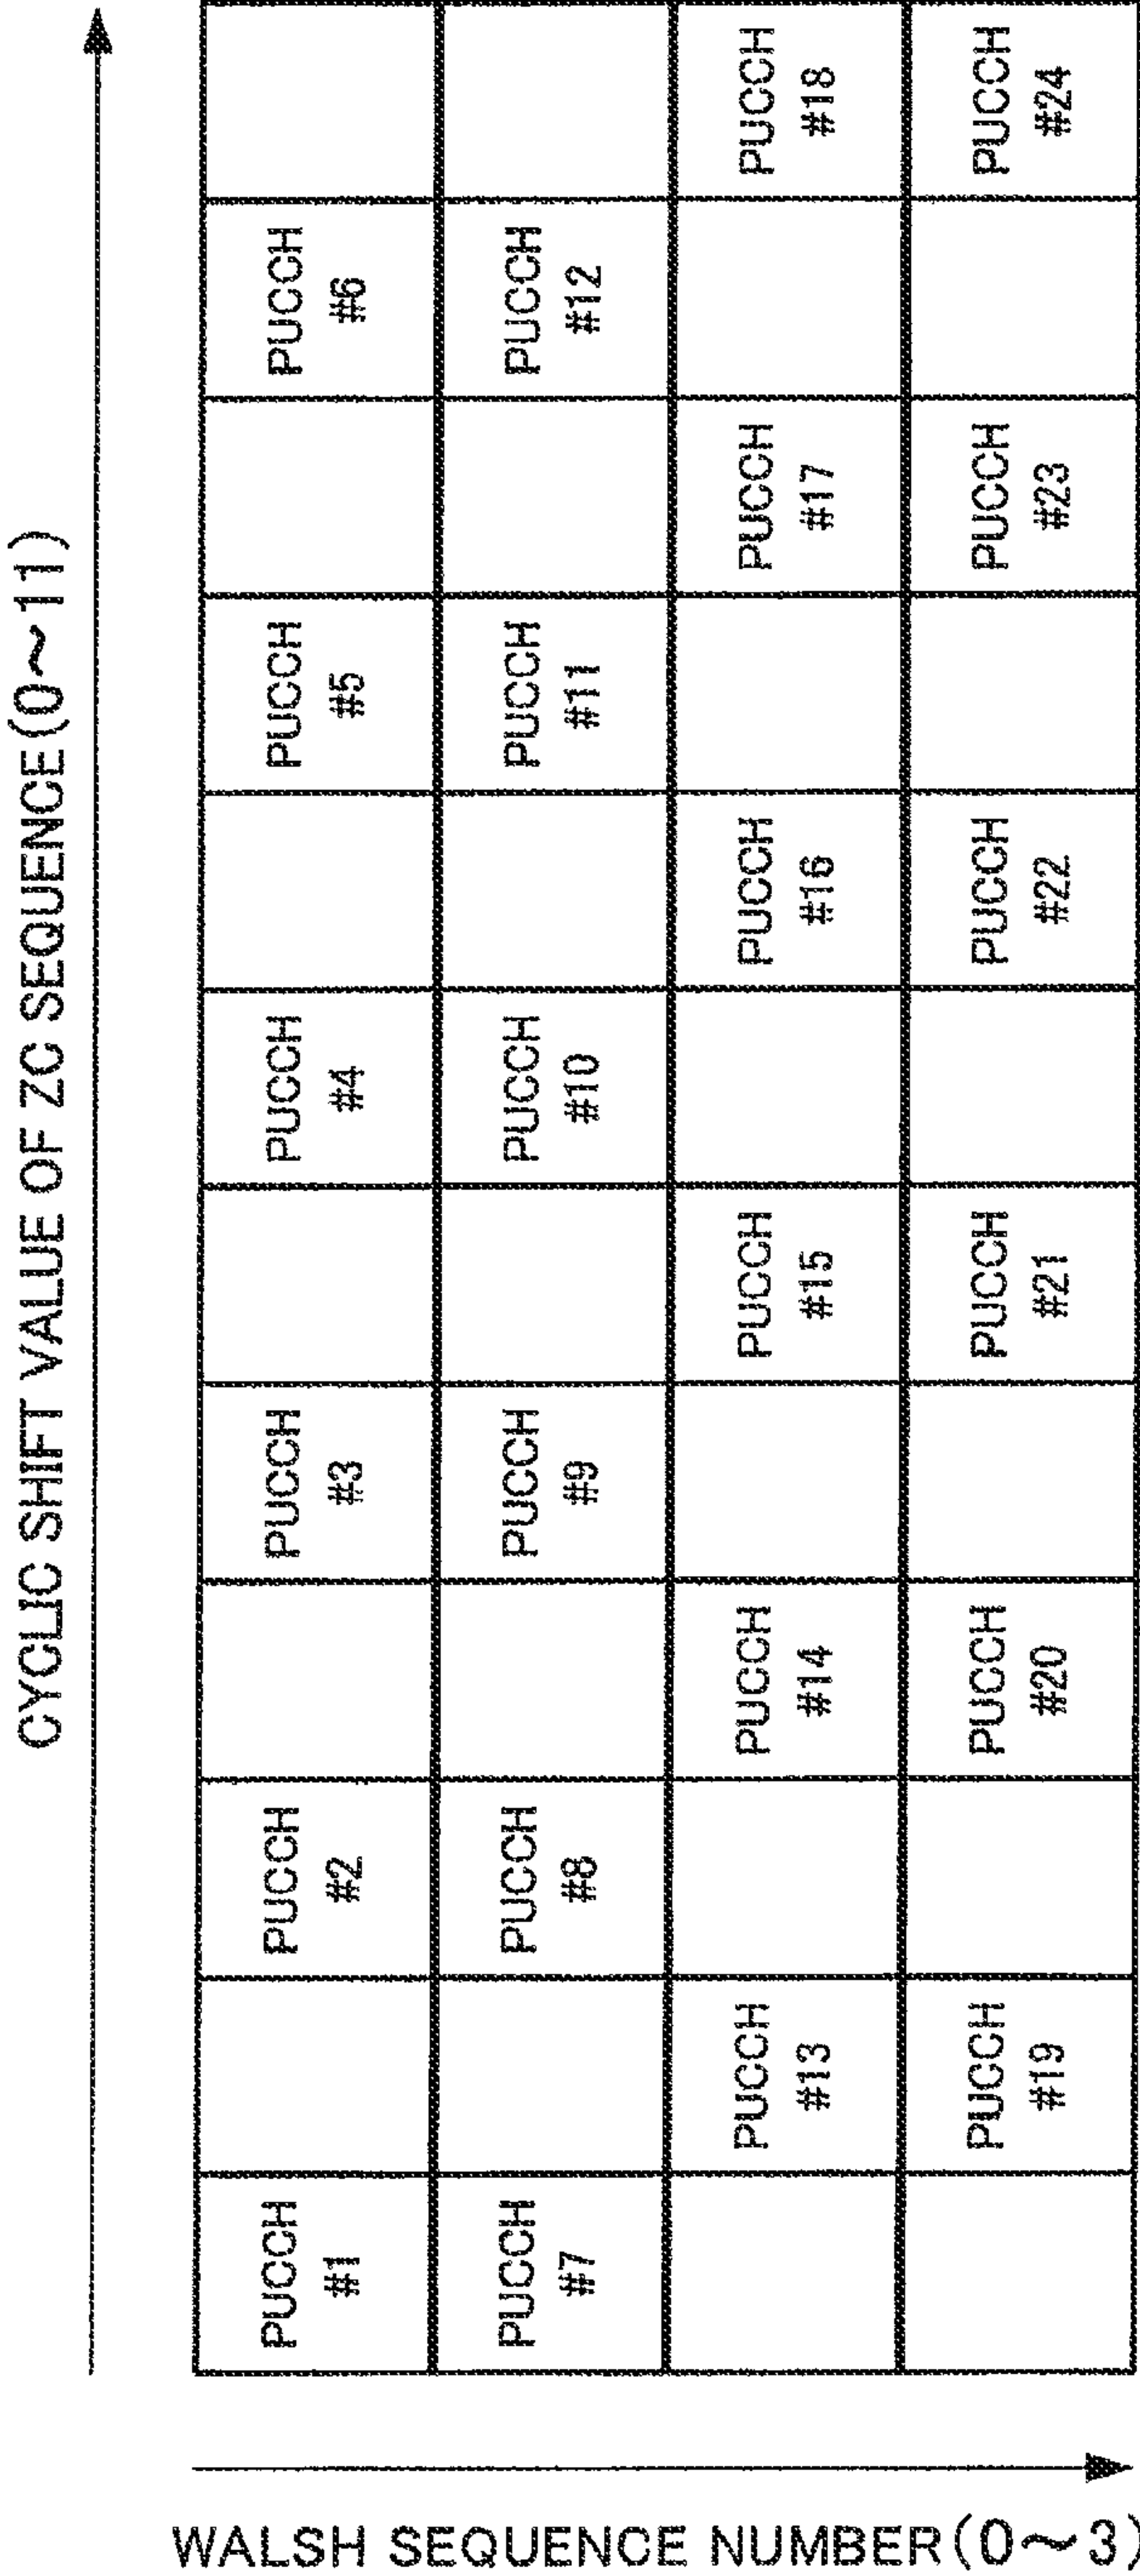 CYCLIC SHIFT VALUE OF ZC SEQUENCE(0~11)
WALSH SEQUENCE NUMBER(0~3)
PUCCH
#1
PUCCH
#2
PUCCH
#3
PUCCH
#4
PUCCH
#5
PUCCH
#6
PUCCH
#7
PUCCH
#8
PUCCH
#9
PUCCH
#10
PUCCH
#11
PUCCH
#12
PUCCH
#13
PUCCH
#14
PUCCH
#15
PUCCH
#16
PUCCH
#17
PUCCH
#18
PUCCH
#19
PUCCH
#20
PUCCH
#21
PUCCH
#22
PUCCH
#23
PUCCH
#24